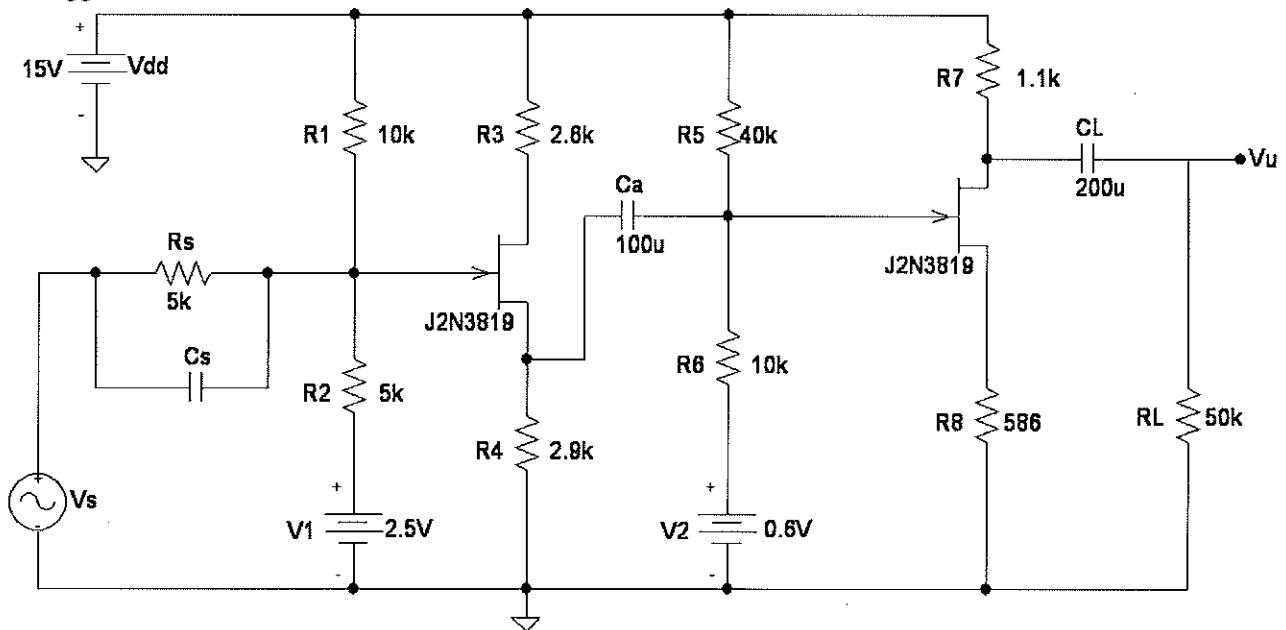 +
15V Vdd
-
R1 10k
R3 2.6k
R5 40k
R7 1.1k
CL
200u
Vu
Ca
100u
Rs
5k
Cs
J2N3819
J2N3819
R2 5k
R4 2.9k
R6 10k
R8 586
RL 50k
+
Vs
-
+
V1 2.5V
-
+
V2 0.6V
-